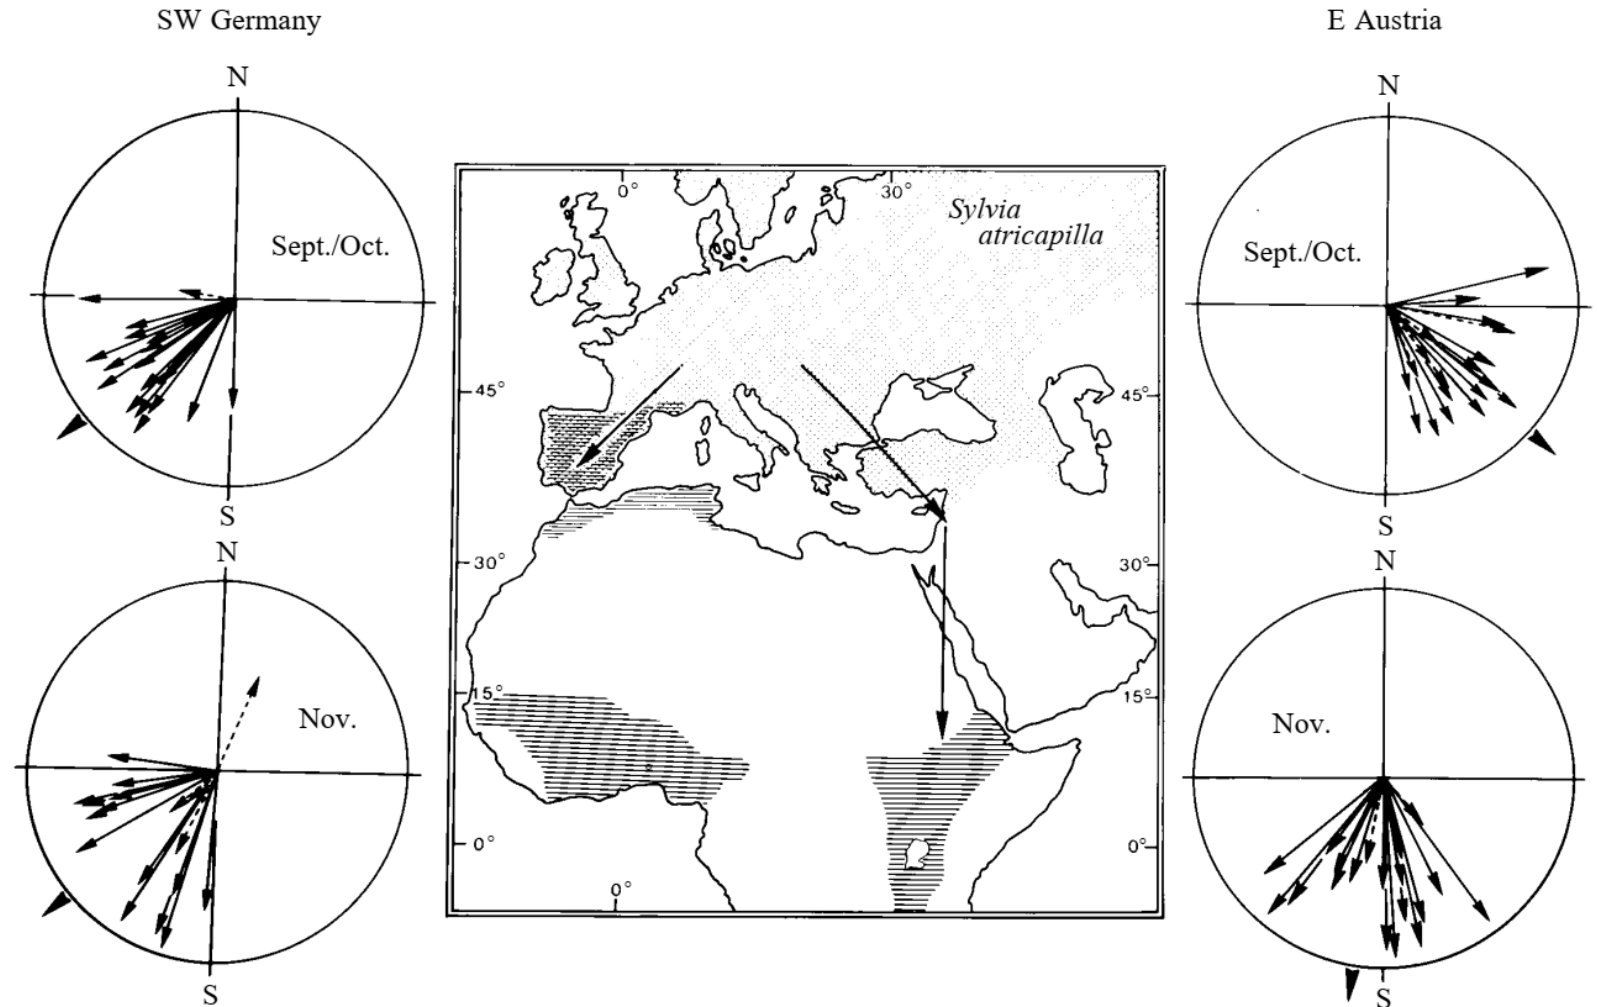 SW Germany
E Austria
N
Sept./Oct.
S
N
Nov.
S
0°
30°
Sylvia
atricapilla
45°
45°
30°
30°
15°
15°
0°
0°
0°
N
Sept./Oct.
S
N
Nov.
S